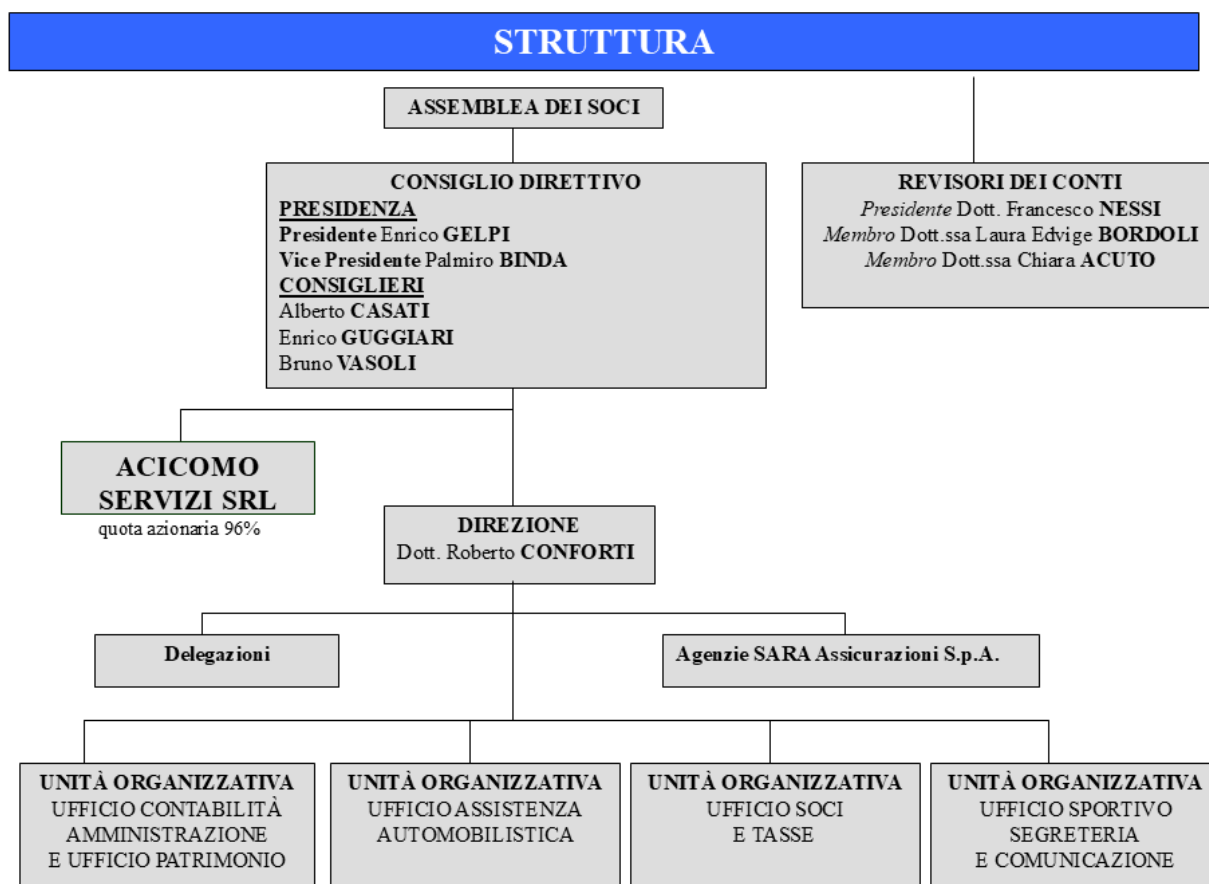 STRUTTURA
ASSEMBLEA DEI SOCI
CONSIGLIO DIRETTIVO
PRESIDENZA
Presidente Enrico GELPI
Vice Presidente Palmiro BINDA
CONSIGLIERI
Alberto CASATI
Enrico GUGGIARI
Bruno VASOLI
REVISORI DEI CONTI
Presidente Dott. Francesco NESSI
Membro Dott.ssa Laura Edvige BORDOLI
Membro Dott.ssa Chiara ACUTO
ACICOMO
SERVIZI SRL
quota azionaria 96%
DIREZIONE
Dott. Roberto CONFORTI
Delegazioni
Agenzie SARA Assicurazioni S.p.A.
UNITÀ ORGANIZZATIVA
UFFICIO CONTABILITÀ
AMMINISTRAZIONE
E UFFICIO PATRIMONIO
UNITÀ ORGANIZZATIVA
UFFICIO ASSISTENZA
AUTOMOBILISTICA
UNITÀ ORGANIZZATIVA
UFFICIO SOCI
E TASSE
UNITÀ ORGANIZZATIVA
UFFICIO SPORTIVO
SEGRETERIA
E COMUNICAZIONE